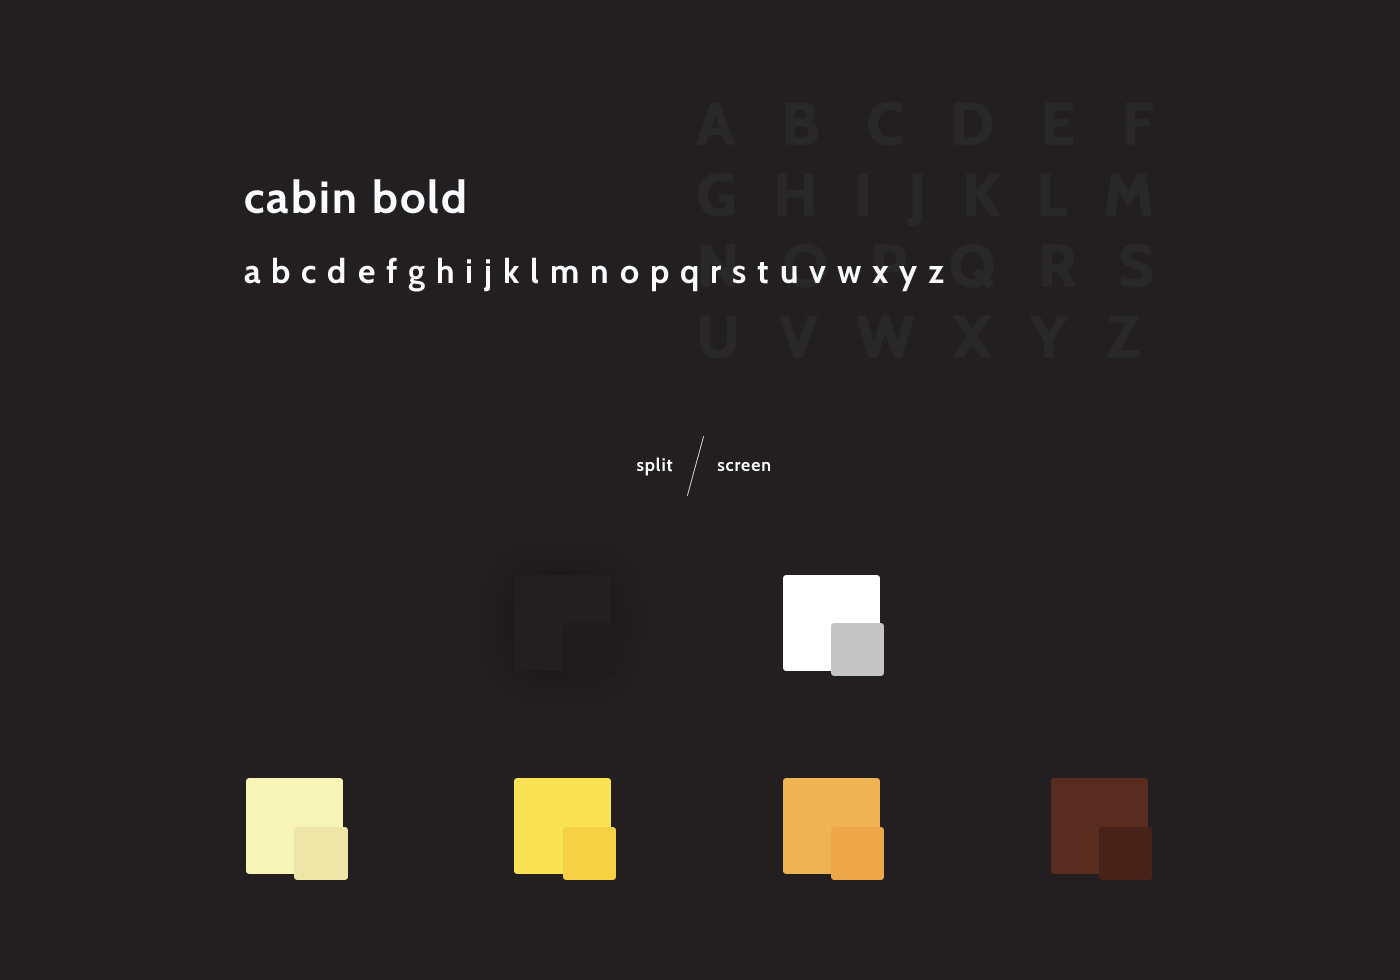 A B C D E F
G H I J K L M
N O P Q R S
U V W X Y Z
cabin bold
a b c d e f g h i j k l m n o p q r s t u v w x y z
split / screen